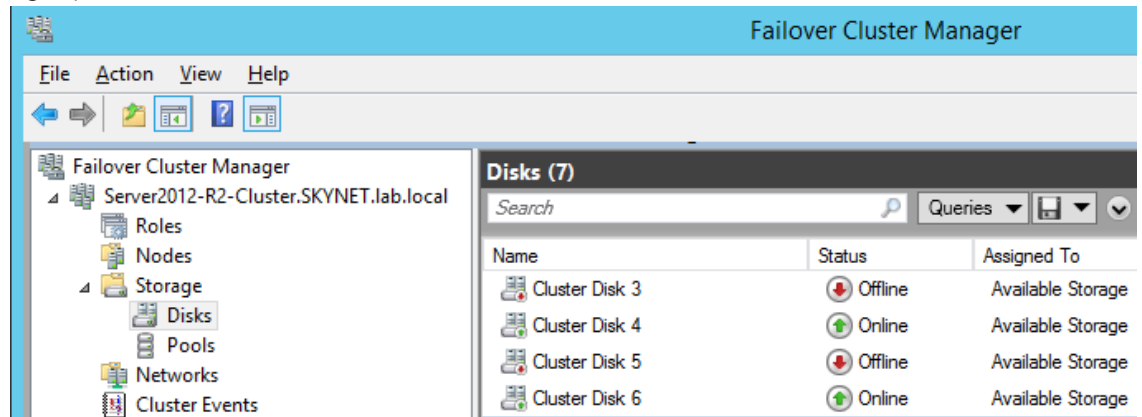 Failover Cluster Manager
File Action View Help
Failover Cluster Manager
Server2012-R2-Cluster.SKYNET.lab.local
Roles
Nodes
Storage
Disks
Pools
Networks
Cluster Events
Disks (7)
Search Queries
Name Status Assigned To
Cluster Disk 3 Offline Available Storage
Cluster Disk 4 Online Available Storage
Cluster Disk 5 Offline Available Storage
Cluster Disk 6 Online Available Storage